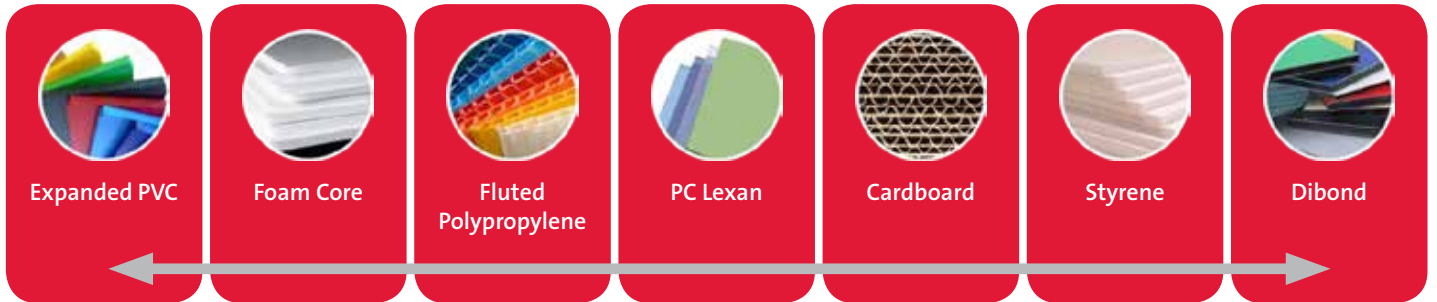 Expanded PVC
Foam Core
Fluted
Polypropylene
PC Lexan
Cardboard
Styrene
Dibond